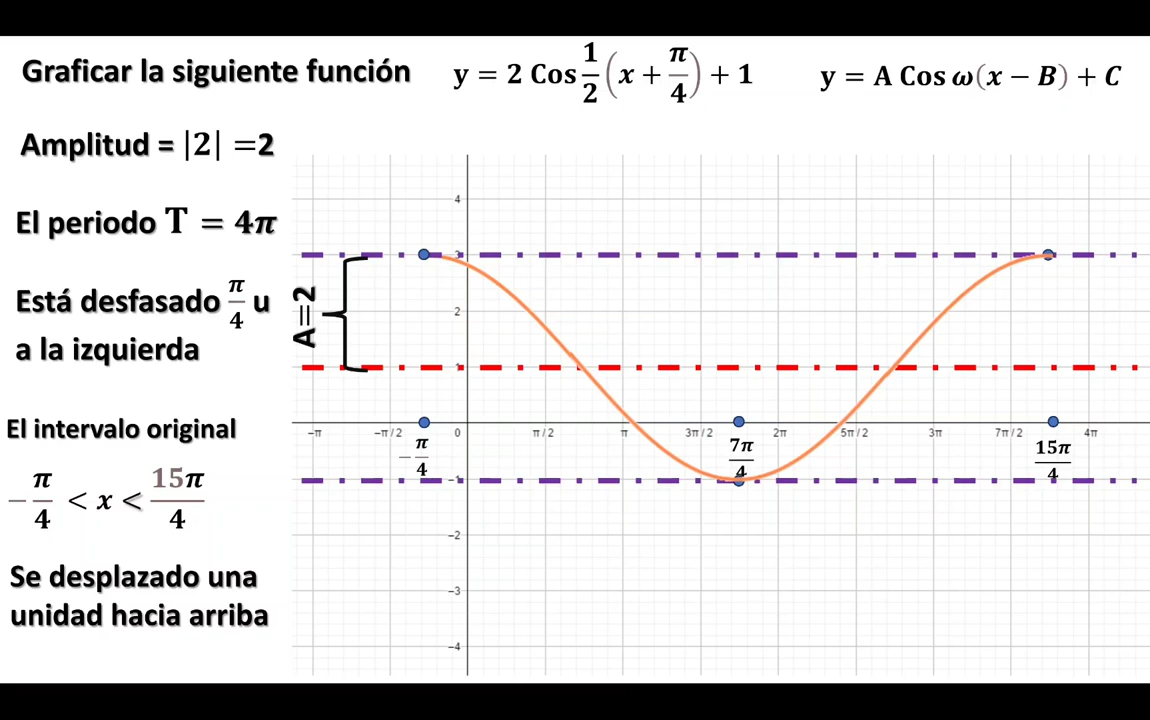 Graficar la siguiente función y = 2 Cos 1/2 (x + π/4) + 1 y = A Cos ω(x − B) + C
Amplitud = |2| =2
El periodo T = 4π
Está desfasado π/4 u
a la izquierda
El intervalo original
−π/4 < x < 15π/4
Se desplazado una
unidad hacia arriba
A=2
4
3
2
1
−π −π/2 0 π/2 π 3π/2 2π 5π/2 3π 7π/2 4π
−π/4 7π/4 15π/4
−1
−2
−3
−4